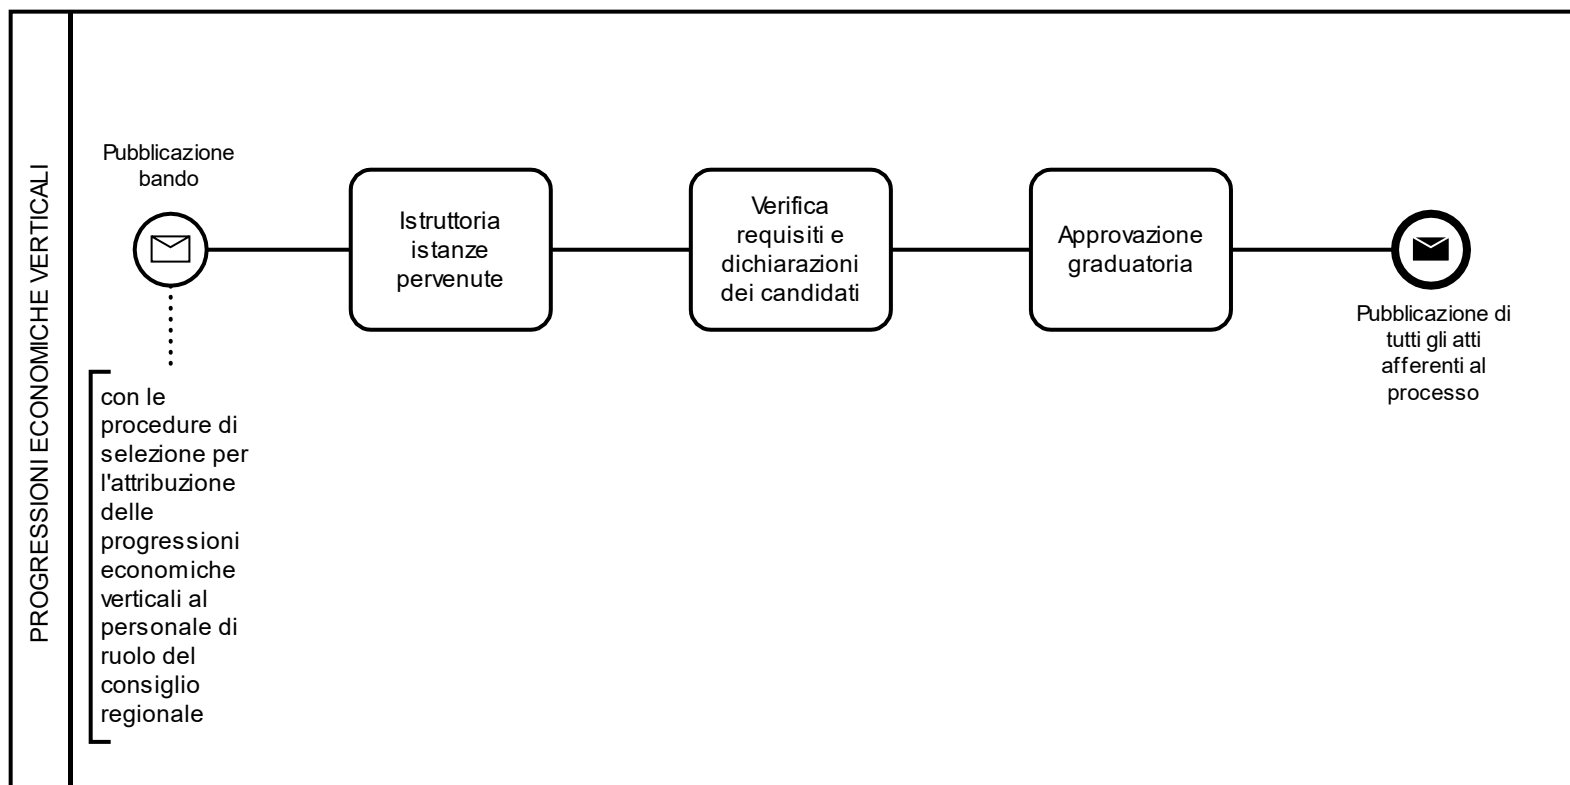 PROGRESSIONI ECONOMICHE VERTICALI
Pubblicazione
bando
Istruttoria
istanze
pervenute
Verifica
requisiti e
dichiarazioni
dei candidati
Approvazione
graduatoria
Pubblicazione di
tutti gli atti
afferenti al
processo
con le
procedure di
selezione per
l'attribuzione
delle
progressioni
economiche
verticali al
personale di
ruolo del
consiglio
regionale